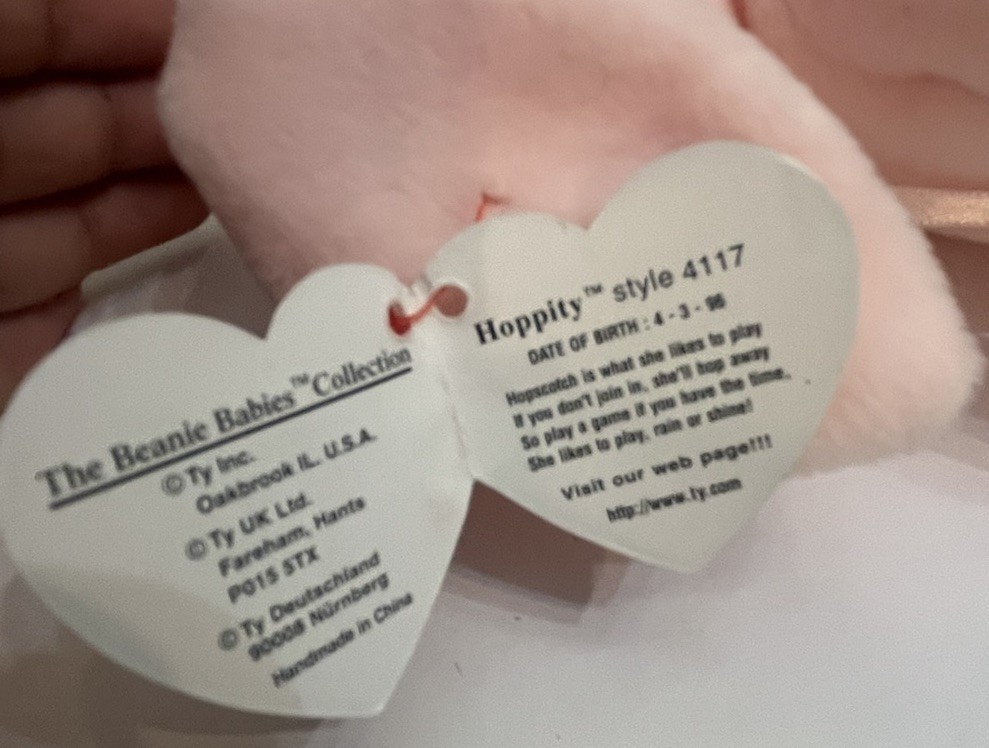 The Beanie Babies™Collection
© Ty Inc.
Oakbrook IL. U.S.A.
© Ty UK Ltd.
Fareham, Hants
P015 5TX
© Ty Deutschland
90008 Nürnberg
Handmade in China
Hoppity™ style 4117
DATE OF BIRTH : 4 - 3 - 96
Hopscotch is what she likes to play
If you don't join in, she'll hop away
So play a game if you have the time,
She likes to play, rain or shine!
Visit our web page!!!
http://www.ty.com